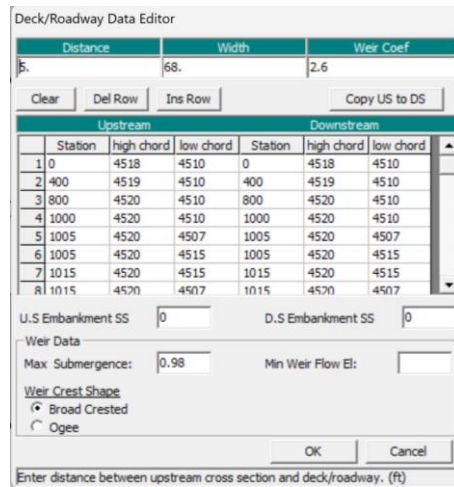 Deck/Roadway Data Editor
Distance Width Weir Coef
5. 68. 2.6
Clear Del Row Ins Row Copy US to DS
Upstream Downstream
Station high chord low chord Station high chord low chord
1 0 4518 4510 0 4518 4510
2 400 4519 4510 400 4519 4510
3 800 4520 4510 800 4520 4510
4 1000 4520 4510 1000 4520 4510
5 1005 4520 4507 1005 4520 4507
6 1005 4520 4515 1005 4520 4515
7 1015 4520 4515 1015 4520 4515
8 1015 4520 4507 1015 4520 4507
U.S Embankment SS 0 D.S Embankment SS 0
Weir Data
Max Submergence: 0.98 Min Weir Flow El:
Weir Crest Shape
Broad Crested
Ogee
OK Cancel
Enter distance between upstream cross section and deck/roadway. (ft)